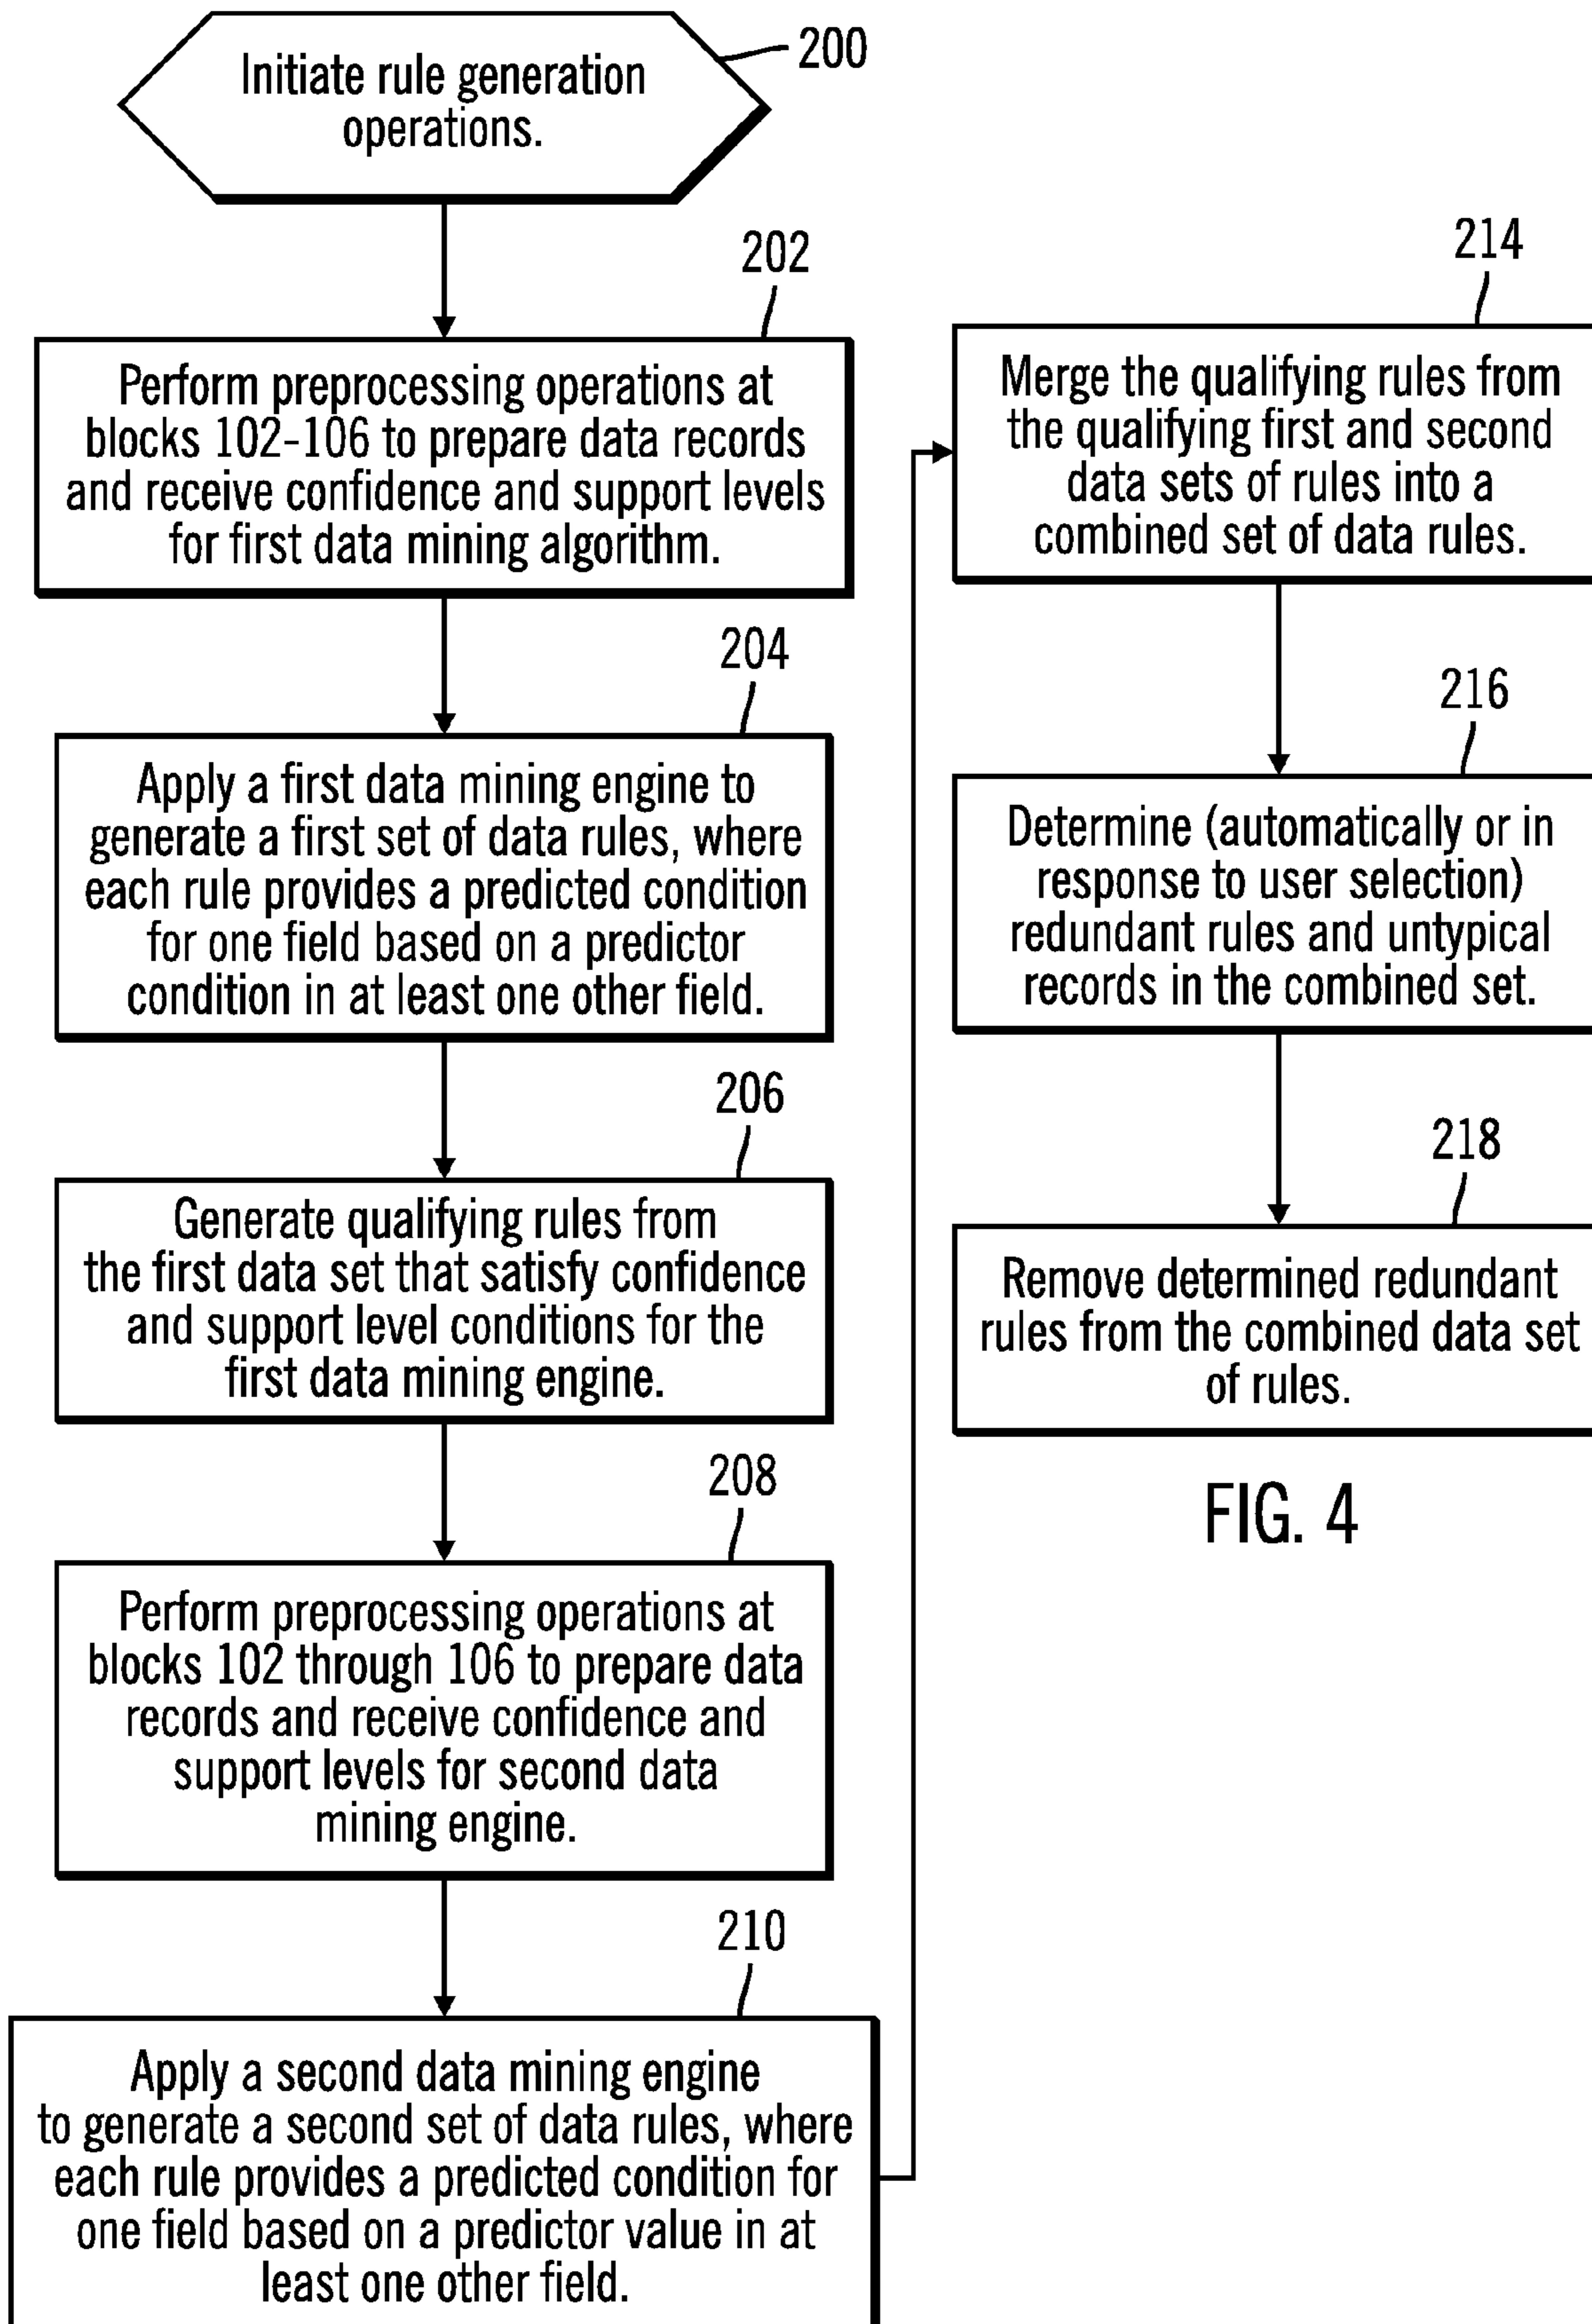 200
Initiate rule generation
operations.
202
Perform preprocessing operations at
blocks 102-106 to prepare data records
and receive confidence and support levels
for first data mining algorithm.
204
Apply a first data mining engine to
generate a first set of data rules, where
each rule provides a predicted condition
for one field based on a predictor
condition in at least one other field.
206
Generate qualifying rules from
the first data set that satisfy confidence
and support level conditions for the
first data mining engine.
208
Perform preprocessing operations at
blocks 102 through 106 to prepare data
records and receive confidence and
support levels for second data
mining engine.
210
Apply a second data mining engine
to generate a second set of data rules, where
each rule provides a predicted condition for
one field based on a predictor value in at
least one other field.
214
Merge the qualifying rules from
the qualifying first and second
data sets of rules into a
combined set of data rules.
216
Determine (automatically or in
response to user selection)
redundant rules and untypical
records in the combined set.
218
Remove determined redundant
rules from the combined data set
of rules.
FIG. 4